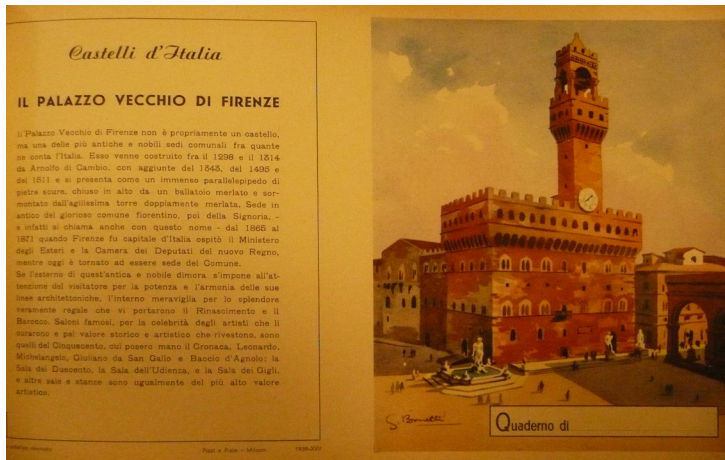 Castelli d'Italia
IL PALAZZO VECCHIO DI FIRENZE
Il Palazzo Vecchio di Firenze non è propriamente un castello,
ma una delle più antiche e nobili sedi comunali fra quante
ne conta l'Italia. Esso venne costruito fra il 1298 e il 1314
da Arnolfo di Cambio, con aggiunte del 1343, del 1495 e
del 1511 e si presenta come un immenso parallelepipedo di
pietre scure, chiuso in alto da un ballatoio merlato e sor-
montato dall'agilissima torre doppiamente merlata. Sede in
antico del glorioso comune fiorentino, poi della Signoria, -
e infatti si chiama anche con questo nome - dal 1865 al
1871 quando Firenze fu capitale d'Italia ospitò il Ministero
degli Esteri e la Camera dei Deputati del nuovo Regno,
mentre oggi è tornato ad essere sede del Comune.
Se l'esterno di quest'antica e nobile dimora s'impone all'at-
tenzione del visitatore per la potenza e l'armonia delle sue
linee architettoniche, l'interno meraviglia per lo splendore
veramente regale che vi portarono il Rinascimento e il
Barocco. Saloni famosi, per la celebrità degli artisti che li
curarono e pel valore storico e artistico che rivestono, sono
quelli del Cinquecento, cui posero mano il Cronaca, Leonardo,
Michelangelo, Giuliano da San Gallo e Baccio d'Agnolo; la
Sala dei Duecento, la Sala dell'Udienza, e la Sala dei Gigli,
e altre sale e stanze sono ugualmente del più alto valore
artistico.
Milano 1939-XVII
Quaderno di